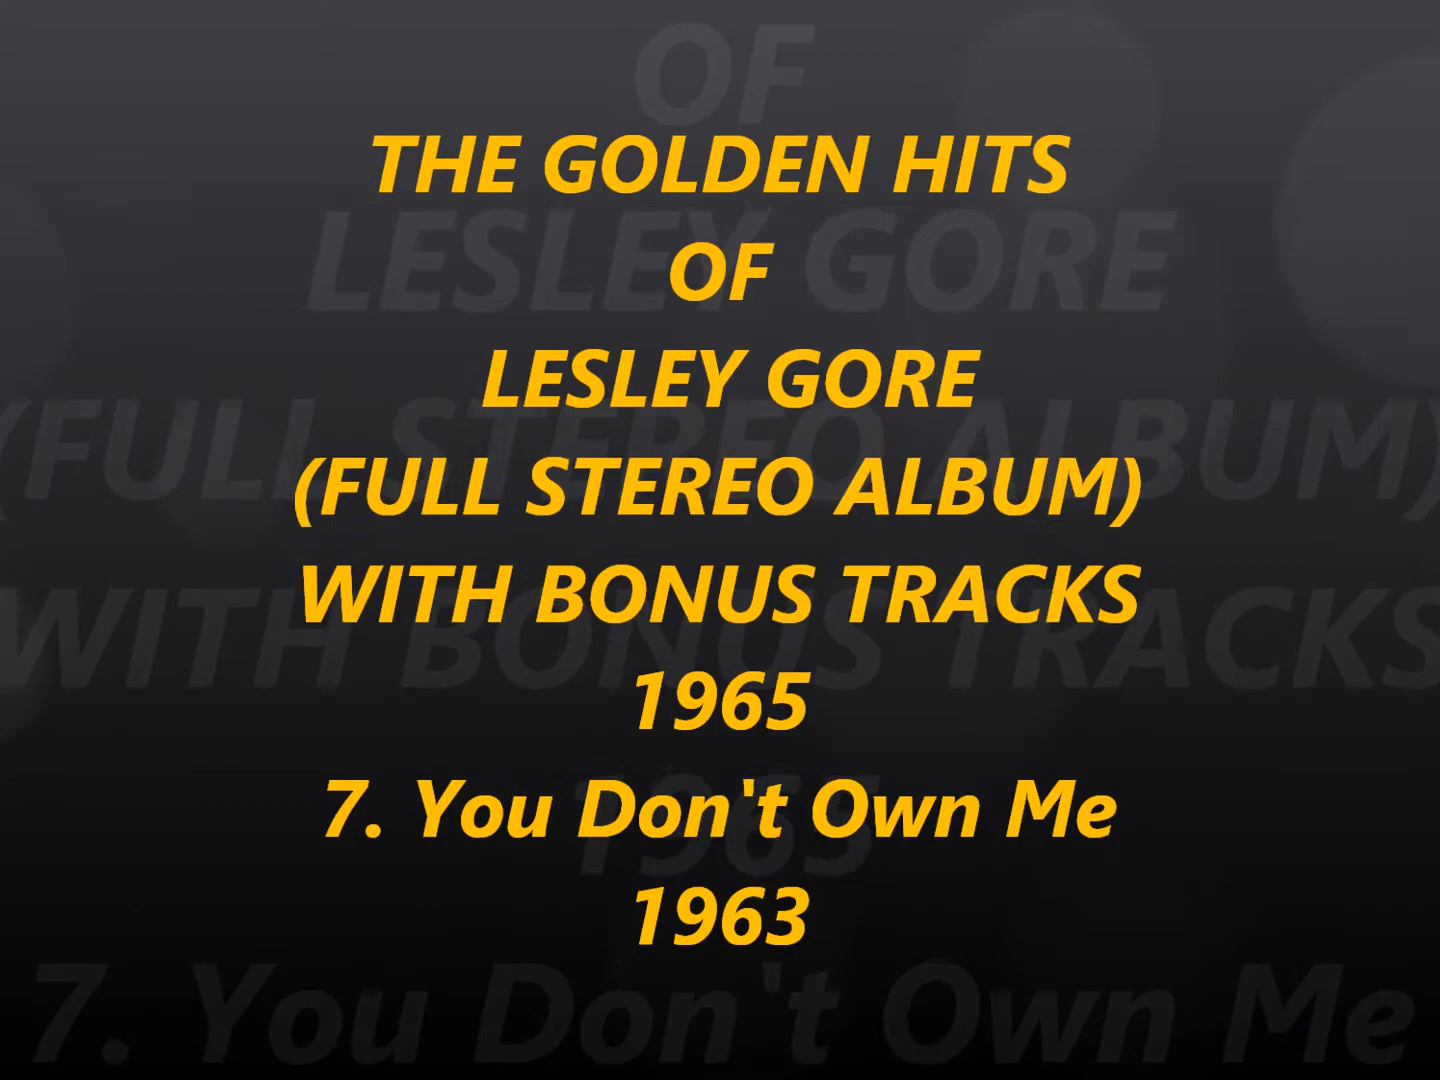 THE GOLDEN HITS
OF
LESLEY GORE
(FULL STEREO ALBUM)
WITH BONUS TRACKS
1965
7. You Don't Own Me
1963